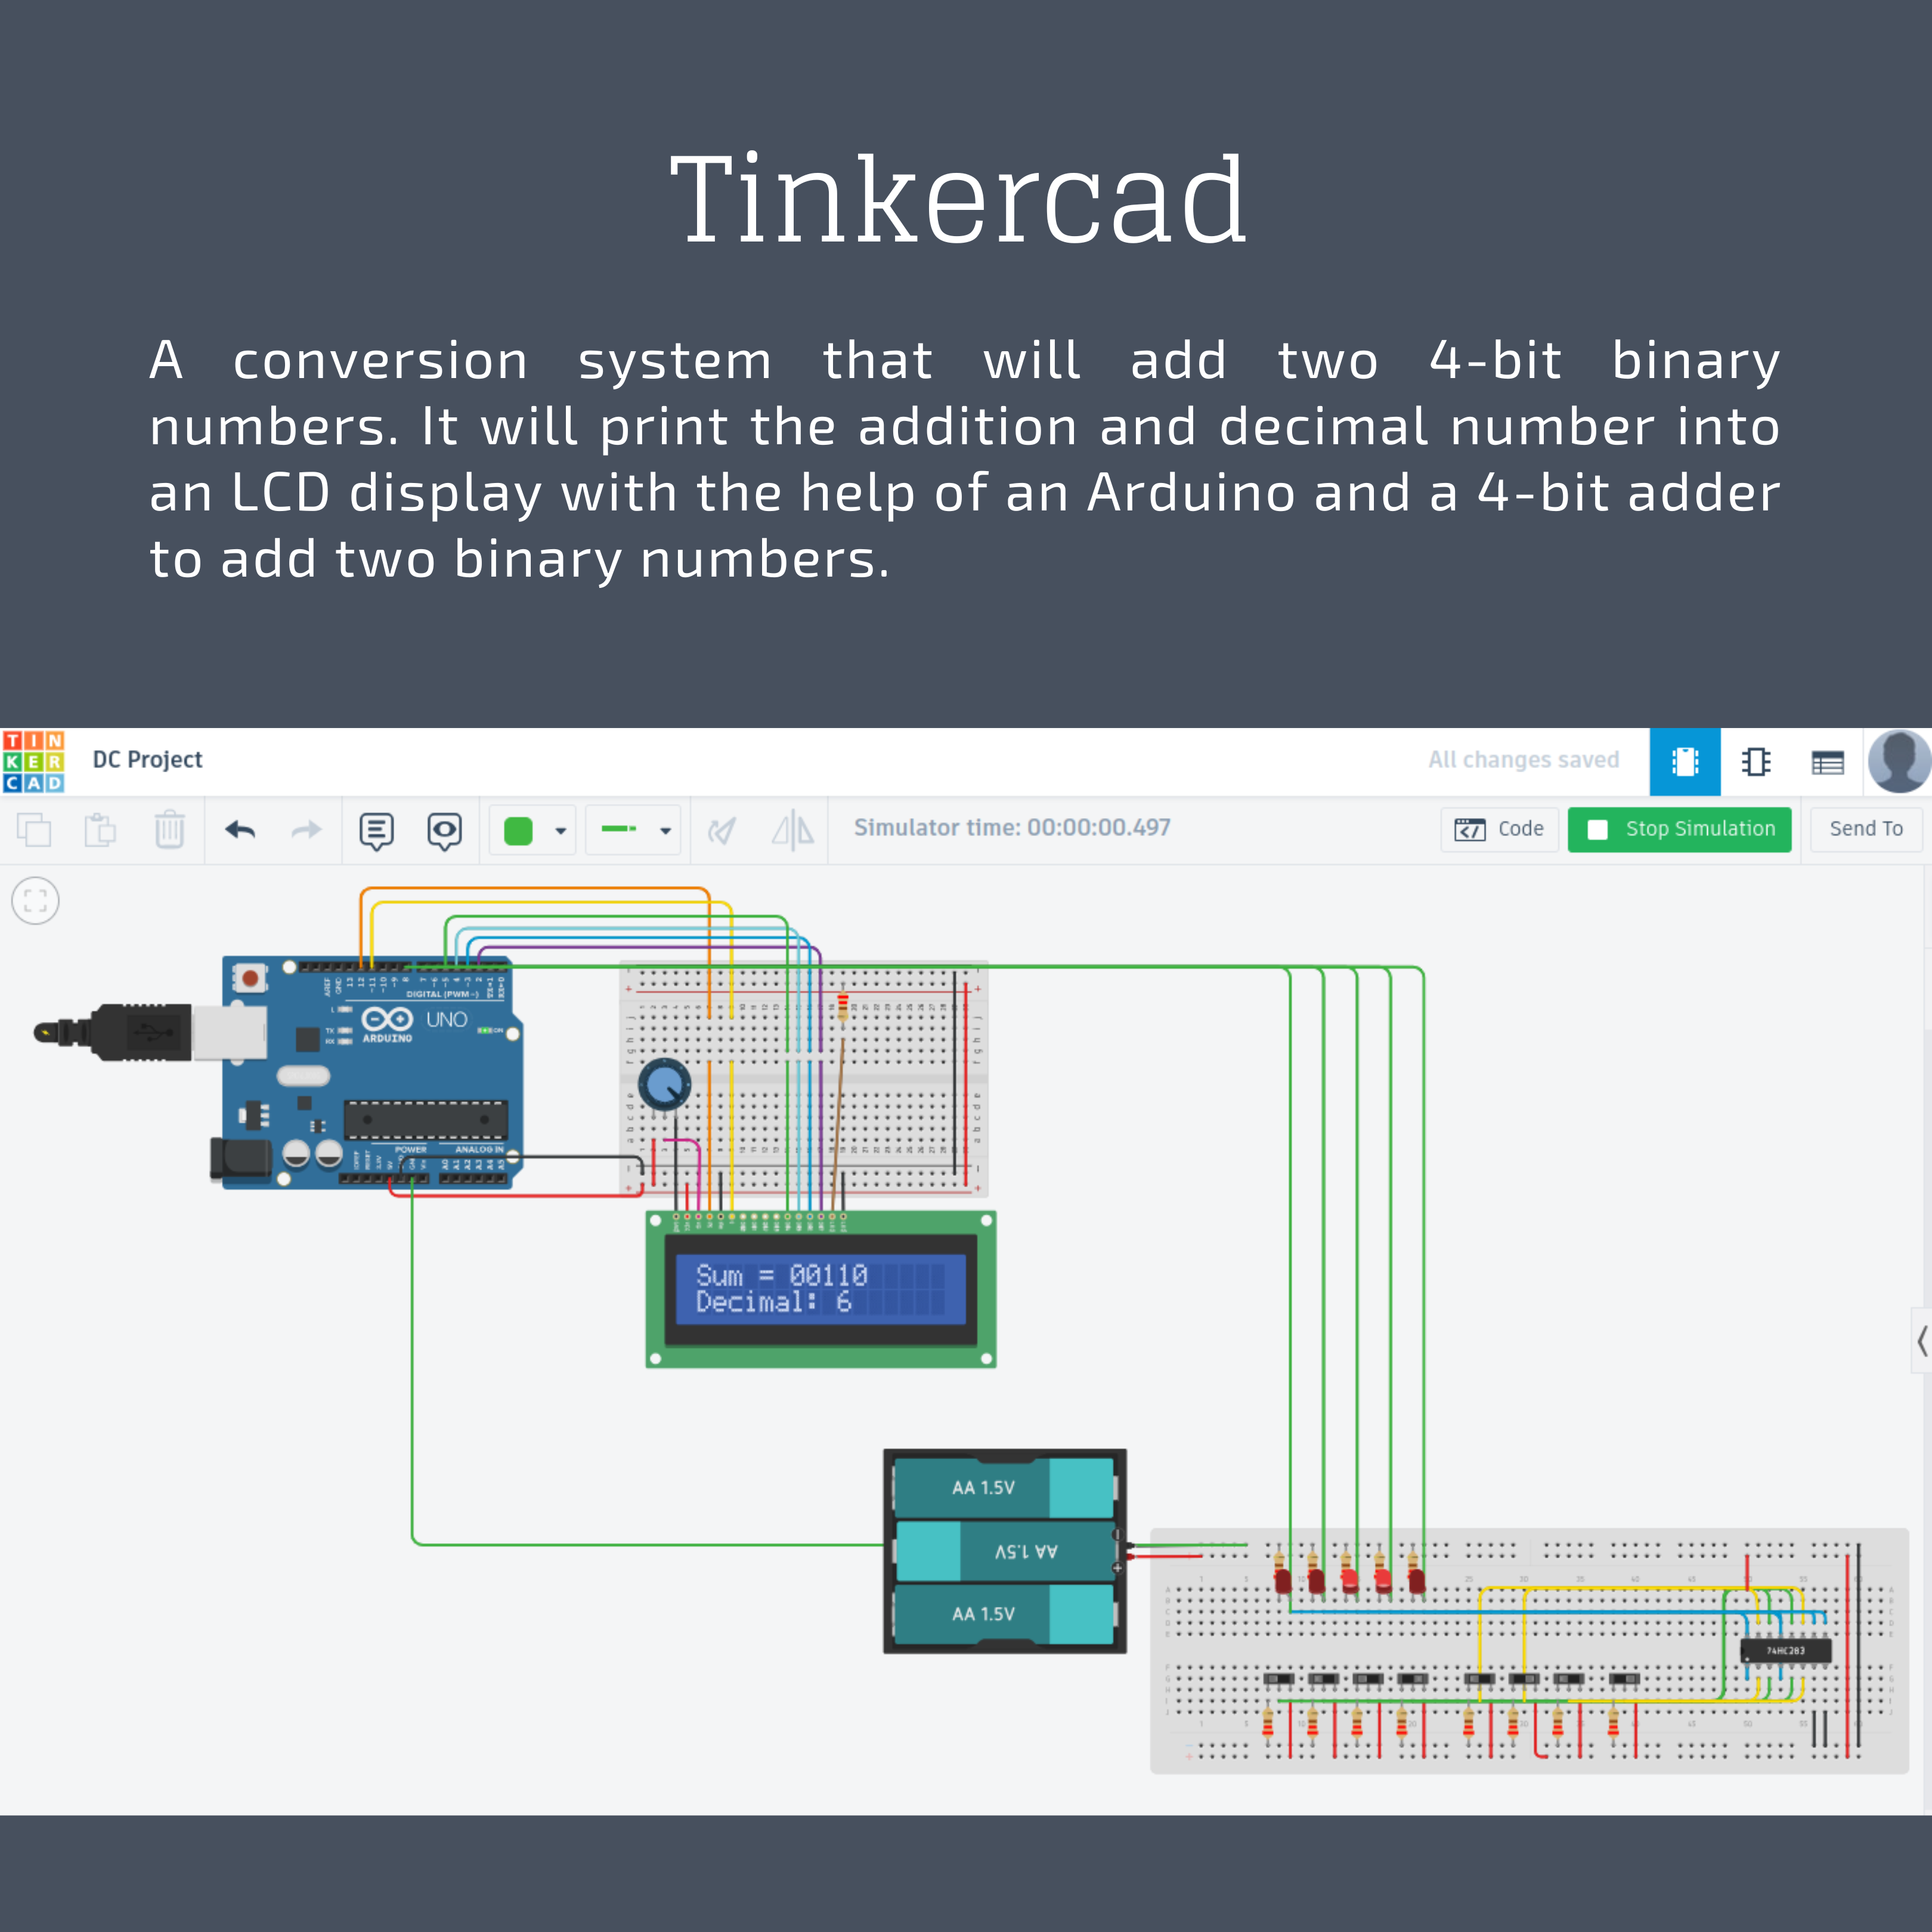 Tinkercad
A conversion system that will add two 4-bit binary
numbers. It will print the addition and decimal number into
an LCD display with the help of an Arduino and a 4-bit adder
to add two binary numbers.
TIN
KER
CAD
DC Project
All changes saved
Simulator time: 00:00:00.497
Code
Stop Simulation
Send To
DIGITAL (PWM~)
UNO
ARDUINO
TX
RX
L
ON
POWER
ANALOG IN
Sum = 00110
Decimal: 6
AA 1.5V
AA 1.5V
AA 1.5V
74HC283